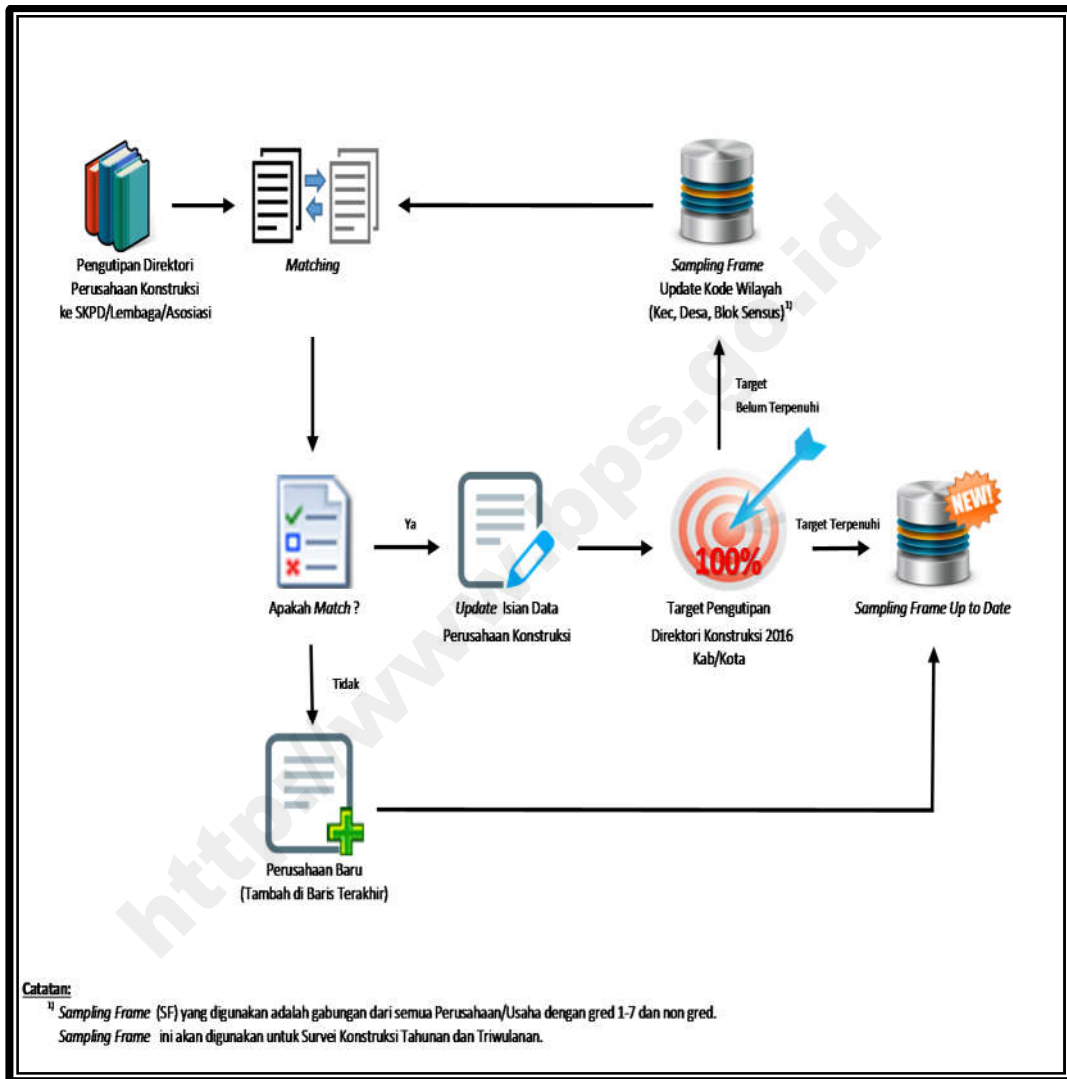 Pengutipan Direktori
Perusahaan Konstruksi
ke SKPD/Lembaga/Asosiasi
Matching
Sampling Frame
Update Kode Wilayah
(Kec, Desa, Blok Sensus)¹⁾
Target
Belum Terpenuhi
Apakah Match ?
Ya
Update Isian Data
Perusahaan Konstruksi
100%
Target Pengutipan
Direktori Konstruksi 2016
Kab/Kota
Target Terpenuhi
NEW!
Sampling Frame Up to Date
Tidak
Perusahaan Baru
(Tambah di Baris Terakhir)
http://www.bps.go.id
Catatan:
¹⁾ Sampling Frame (SF) yang digunakan adalah gabungan dari semua Perusahaan/Usaha dengan gred 1-7 dan non gred.
Sampling Frame ini akan digunakan untuk Survei Konstruksi Tahunan dan Triwulanan.